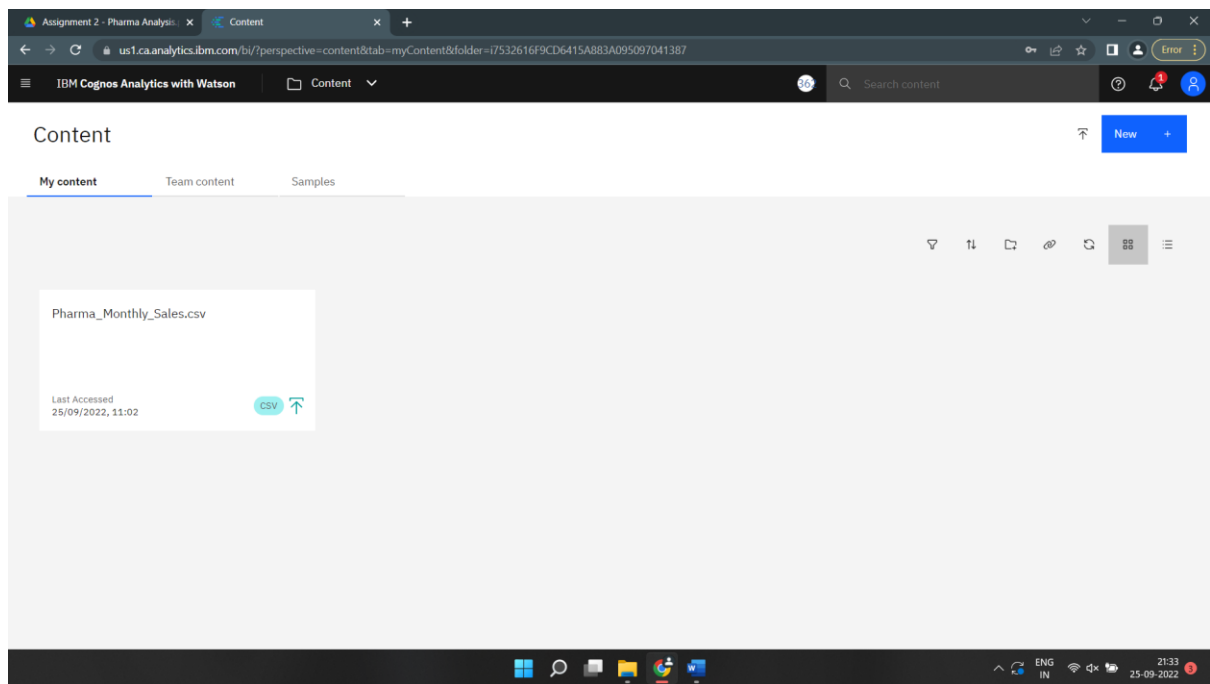 Assignment 2 - Pharma Analysis.
Content
us1.ca.analytics.ibm.com/bi/?perspective=content&tab=myContent&folder=i7532616F9CD6415A883A095097041387
Error
IBM Cognos Analytics with Watson
Content
Search content
1
Content
New +
My content
Team content
Samples
Pharma_Monthly_Sales.csv
Last Accessed
25/09/2022, 11:02
CSV
ENG
IN
21:33
25-09-2022
3